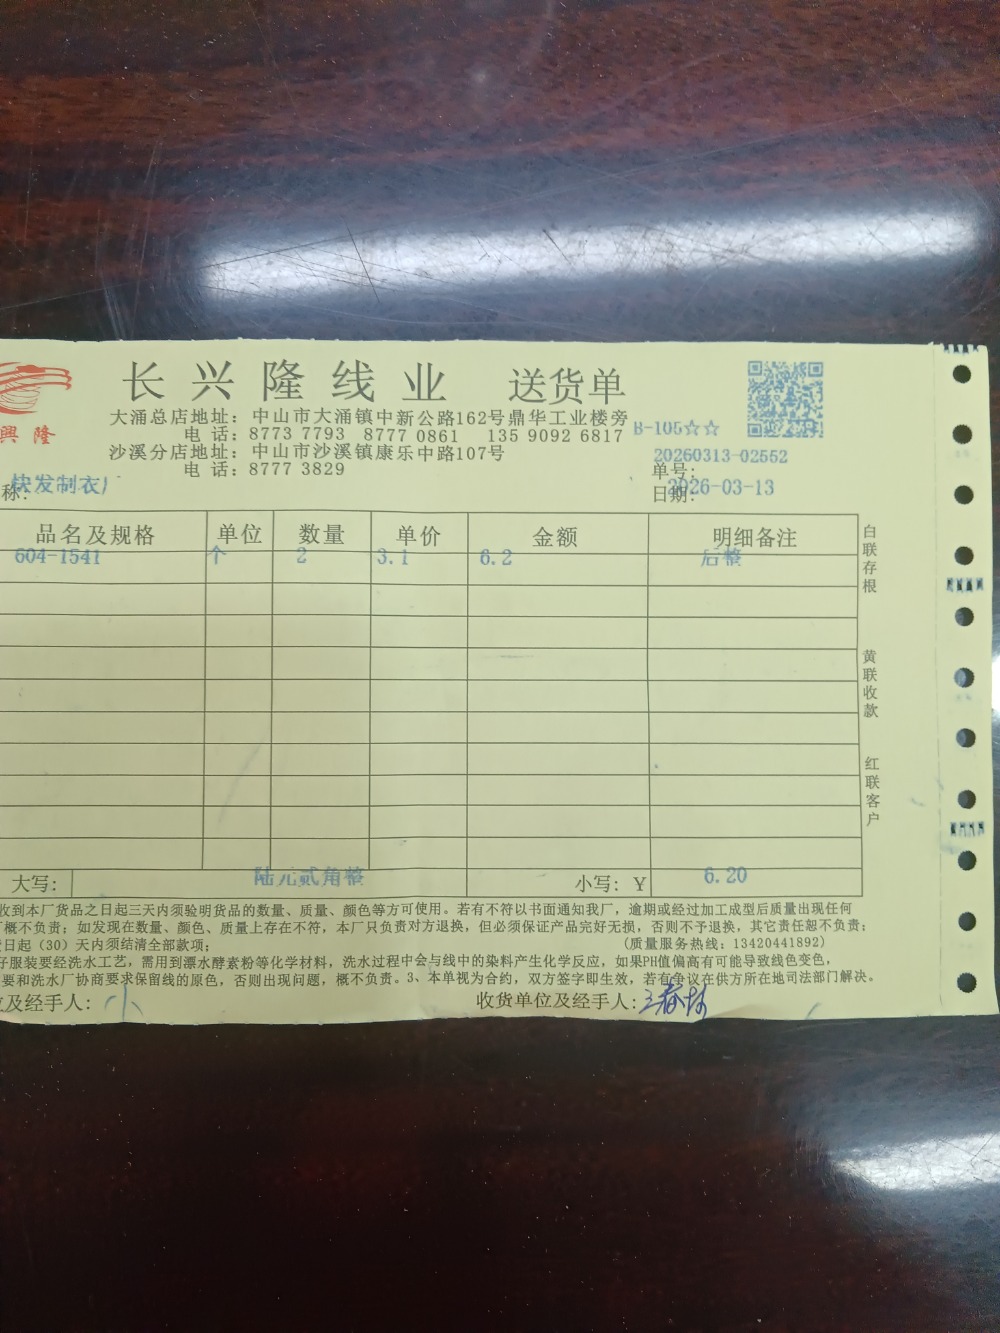 長興隆线业 送货单
興隆
大涌总店地址：中山市大涌镇中新公路162号鼎华工业楼旁
电 话：8773 7793 8777 0861 135 9092 6817
B-105☆☆
沙溪分店地址：中山市沙溪镇康乐中路107号
20260313-02552
电 话：8777 3829
单号：
称：快发制衣厂
日期：2026-03-13
品名及规格 单位 数量 单价 金额 明细备注
604-1541 个 2 3.1 6.2 后整
白联存根
黄联收款
红联客户
大写： 陆元贰角整 小写：Y 6.20
收到本厂货品之日起三天内须验明货品的数量、质量、颜色等方可使用。若有不符以书面通知我厂，逾期或经过加工成型后质量出现任何
概不负责；如发现在数量、颜色、质量上存在不符，本厂只负责对方退换，但必须保证产品完好无损，否则不予退换，其它责任恕不负责；
日起（30）天内须结清全部款项； （质量服务热线：13420441892）
子服装要经洗水工艺，需用到漂水酵素粉等化学材料，洗水过程中会与线中的染料产生化学反应，如果PH值偏高有可能导致线色变色，
要和洗水厂协商要求保留线的原色，否则出现问题，概不负责。3、本单视为合约，双方签字即生效，若有争议在供方所在地司法部门解决。
位及经手人：小 收货单位及经手人：